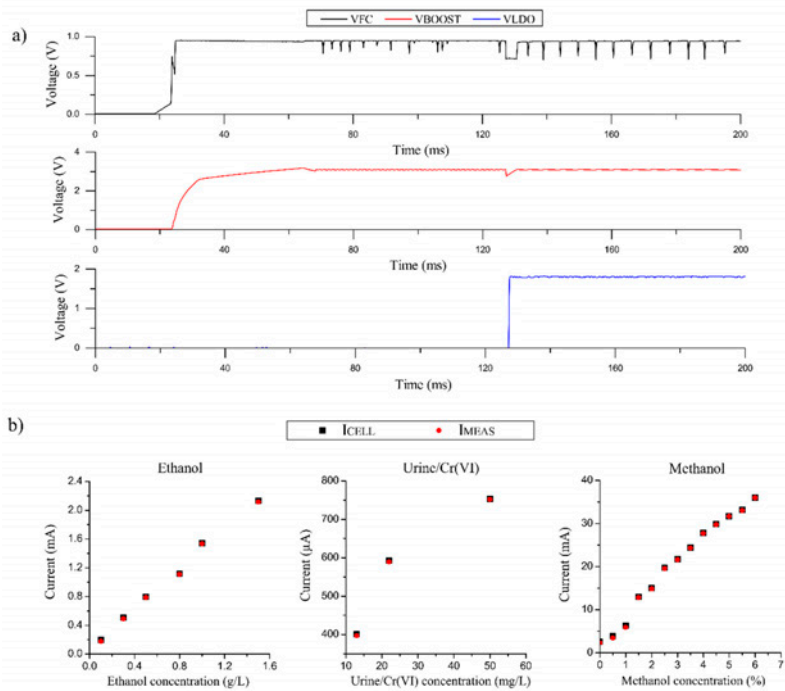 VFC VBOOST VLDO
a)
1.0
0.5
0.0
Voltage (V)
0 40 80 120 160 200
Time (ms)
4
2
0
Voltage (V)
0 40 80 120 160 200
Time (ms)
2
1
0
Voltage (V)
0 40 80 120 160 200
Time (ms)
b)
ICELL IMEAS
Ethanol
2.4
2.0
1.6
1.2
0.8
0.4
0.0
Current (mA)
0.0 0.4 0.8 1.2 1.6
Ethanol concentration (g/L)
Urine/Cr(VI)
800
700
600
500
400
Current (µA)
10 20 30 40 50 60
Urine/Cr(VI) concentration (mg/L)
Methanol
40
30
20
10
0
Current (mA)
0 1 2 3 4 5 6 7
Methanol concentration (%)